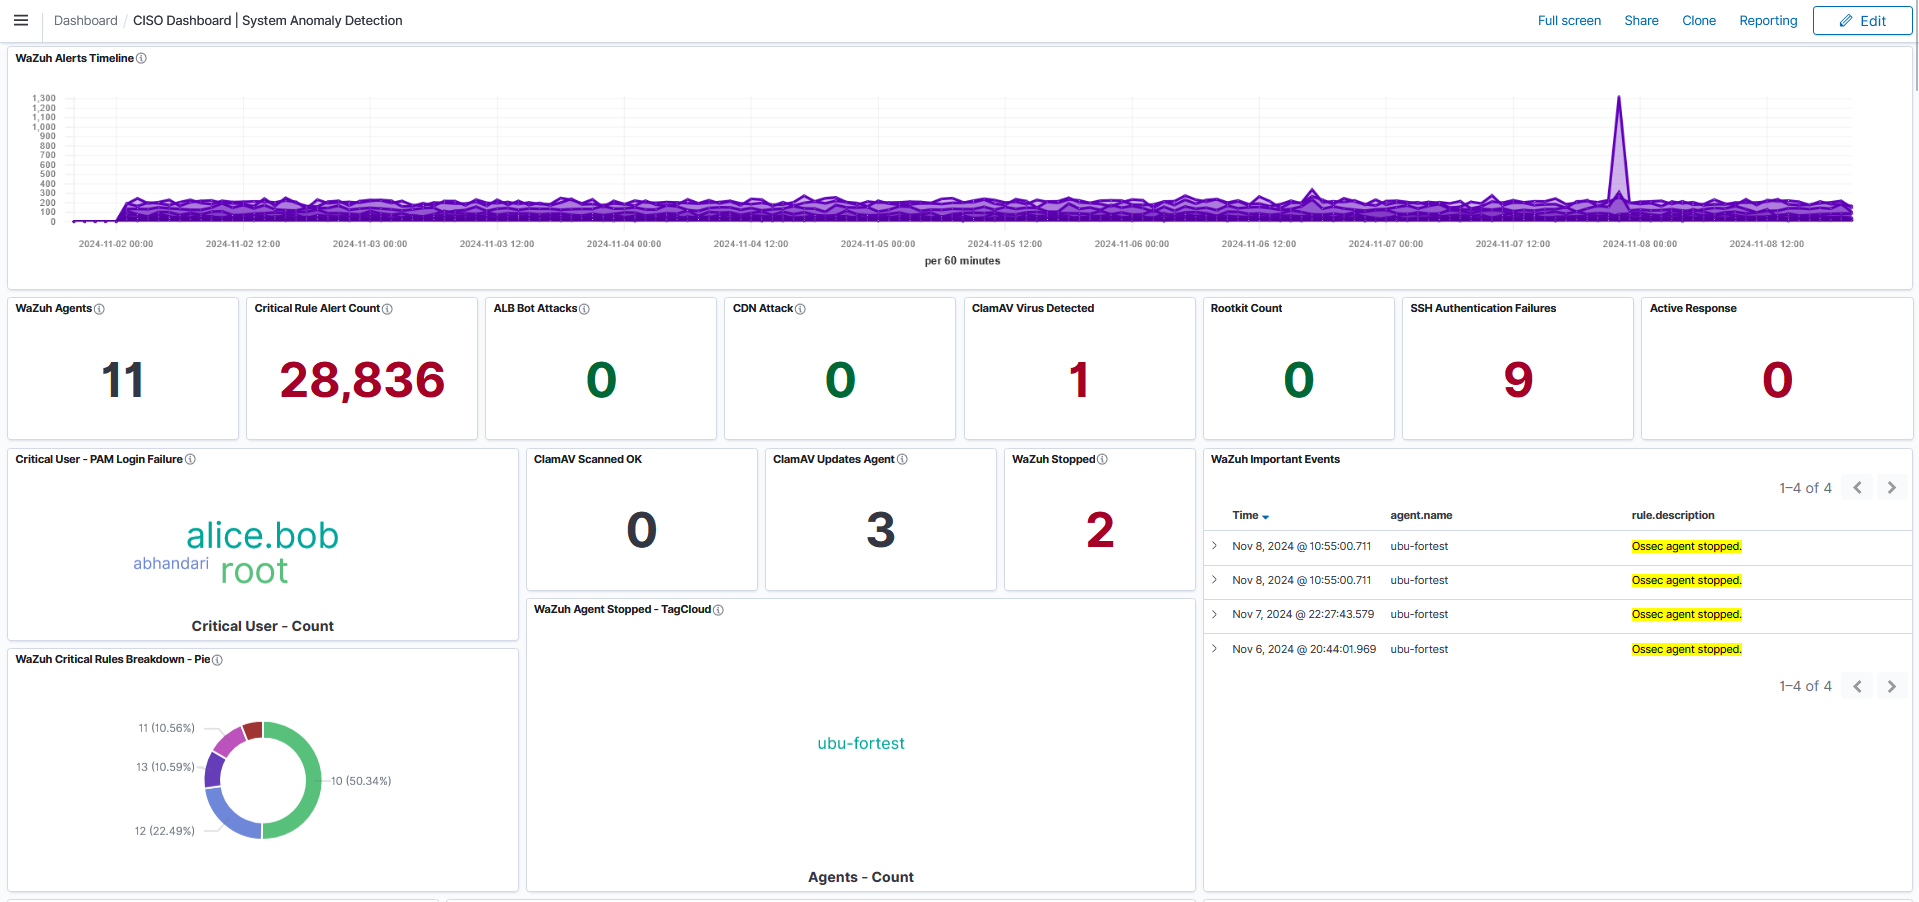 Dashboard / CISO Dashboard | System Anomaly Detection
Full screen Share Clone Reporting Edit
WaZuh Alerts Timeline
1,300
1,200
1,100
1,000
900
800
700
600
500
400
300
200
100
0
2024-11-02 00:00 2024-11-02 12:00 2024-11-03 00:00 2024-11-03 12:00 2024-11-04 00:00 2024-11-04 12:00 2024-11-05 00:00 2024-11-05 12:00 2024-11-06 00:00 2024-11-06 12:00 2024-11-07 00:00 2024-11-07 12:00 2024-11-08 00:00 2024-11-08 12:00
per 60 minutes
WaZuh Agents
11
Critical Rule Alert Count
28,836
ALB Bot Attacks
0
CDN Attack
0
ClamAV Virus Detected
1
Rootkit Count
0
SSH Authentication Failures
9
Active Response
0
Critical User - PAM Login Failure
alice.bob
abhandari
root
Critical User - Count
ClamAV Scanned OK
0
ClamAV Updates Agent
3
WaZuh Stopped
2
WaZuh Important Events
1–4 of 4
Time agent.name rule.description
Nov 8, 2024 @ 10:55:00.711 ubu-fortest Ossec agent stopped.
Nov 8, 2024 @ 10:55:00.711 ubu-fortest Ossec agent stopped.
Nov 7, 2024 @ 22:27:43.579 ubu-fortest Ossec agent stopped.
Nov 6, 2024 @ 20:44:01.969 ubu-fortest Ossec agent stopped.
1–4 of 4
WaZuh Agent Stopped - TagCloud
ubu-fortest
Agents - Count
WaZuh Critical Rules Breakdown - Pie
11 (10.56%)
13 (10.59%)
10 (50.34%)
12 (22.49%)